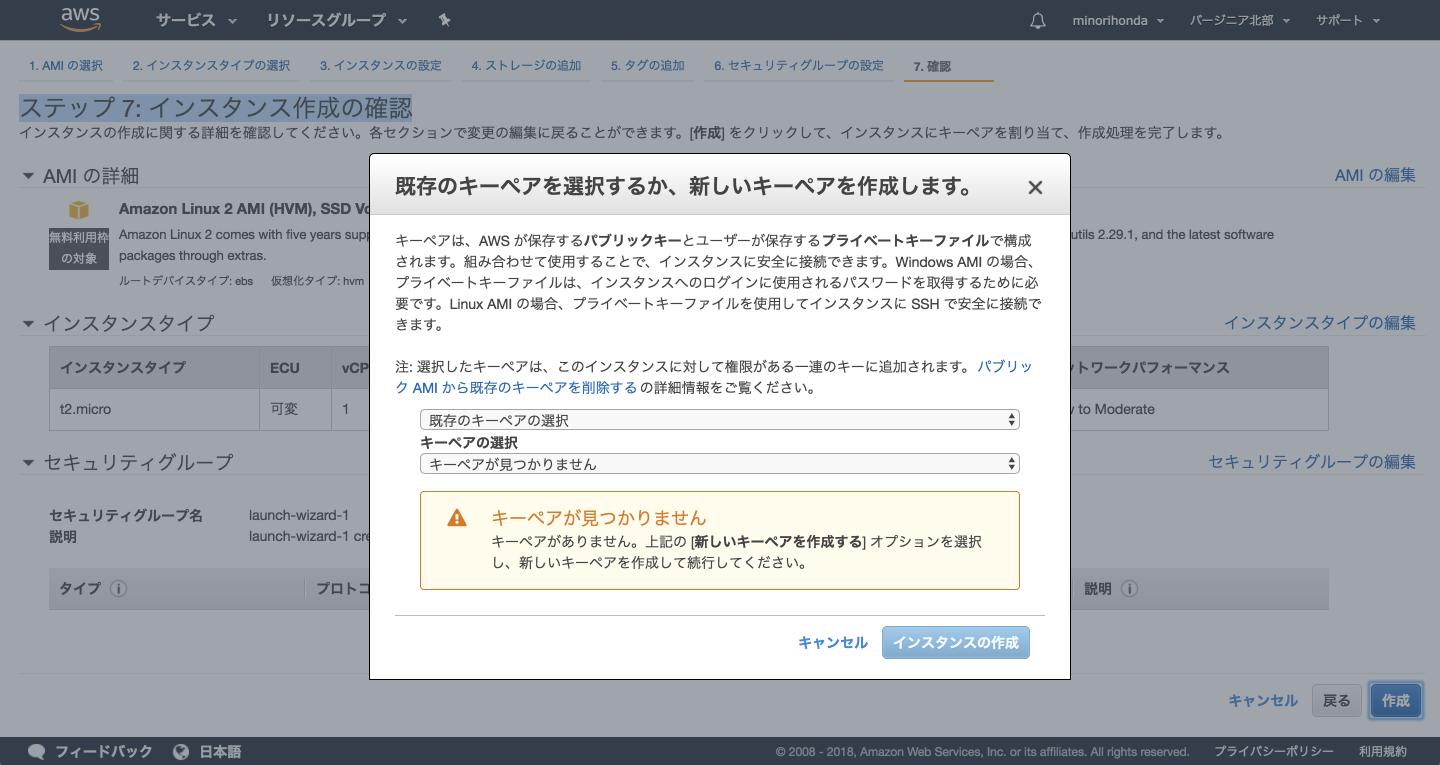 aws サービス リソースグループ minorihonda バージニア北部 サポート
1. AMI の選択 2. インスタンスタイプの選択 3. インスタンスの設定 4. ストレージの追加 5. タグの追加 6. セキュリティグループの設定 7. 確認
ステップ 7: インスタンス作成の確認
インスタンスの作成に関する詳細を確認してください。各セクションで変更の編集に戻ることができます。[作成] をクリックして、インスタンスにキーペアを割り当て、作成処理を完了します。
AMI の詳細
AMI の編集
無料利用枠
の対象
Amazon Linux 2 AMI (HVM), SSD Vo
Amazon Linux 2 comes with five years supp
utils 2.29.1, and the latest software
packages through extras.
ルートデバイスタイプ: ebs 仮想化タイプ: hvm
インスタンスタイプ
インスタンスタイプの編集
インスタンスタイプ ECU vCP ットワークパフォーマンス
t2.micro 可変 1 to Moderate
セキュリティグループ
セキュリティグループの編集
セキュリティグループ名 launch-wizard-1
説明 launch-wizard-1 cre
タイプ プロトコ 説明
既存のキーペアを選択するか、新しいキーペアを作成します。 ×
キーペアは、AWS が保存するパブリックキーとユーザーが保存するプライベートキーファイルで構成
されます。組み合わせて使用することで、インスタンスに安全に接続できます。Windows AMI の場合、
プライベートキーファイルは、インスタンスへのログインに使用されるパスワードを取得するために必
要です。Linux AMI の場合、プライベートキーファイルを使用してインスタンスに SSH で安全に接続で
きます。
注: 選択したキーペアは、このインスタンスに対して権限がある一連のキーに追加されます。 パブリッ
ク AMI から既存のキーペアを削除する の詳細情報をご覧ください。
既存のキーペアの選択
キーペアの選択
キーペアが見つかりません
キーペアが見つかりません
キーペアがありません。上記の [新しいキーペアを作成する] オプションを選択
し、新しいキーペアを作成して続行してください。
キャンセル インスタンスの作成
キャンセル 戻る 作成
フィードバック 日本語 © 2008 - 2018, Amazon Web Services, Inc. or its affiliates. All rights reserved. プライバシーポリシー 利用規約